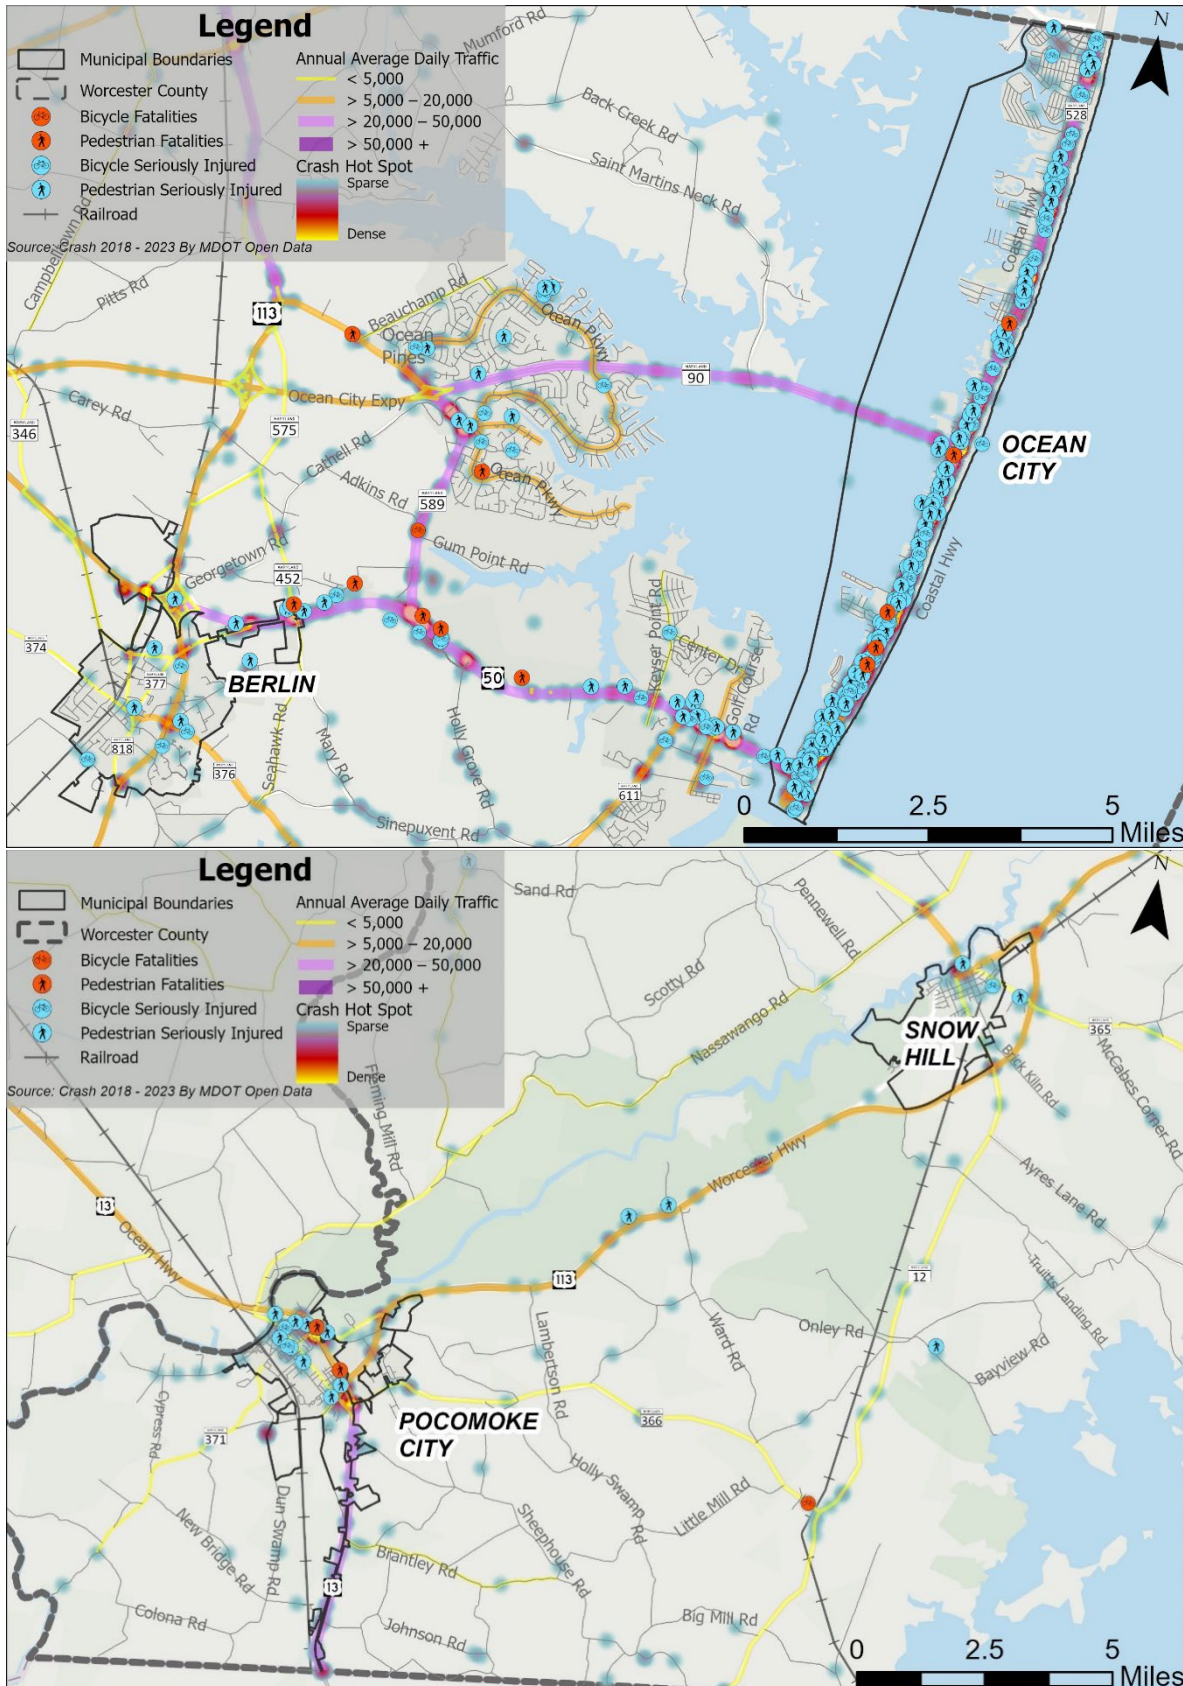 Legend
Municipal Boundaries
Worcester County
Bicycle Fatalities
Pedestrian Fatalities
Bicycle Seriously Injured
Pedestrian Seriously Injured
Railroad
Annual Average Daily Traffic
< 5,000
> 5,000 – 20,000
> 20,000 – 50,000
> 50,000 +
Crash Hot Spot
Sparse
Dense
Source: Crash 2018 - 2023 By MDOT Open Data
N
Mumford Rd
Back Creek Rd
Saint Martins Neck Rd
528
Coastal Hwy
Campbelltown Rd
Pitts Rd
113
Beauchamp Rd
Ocean
Pines
Ocean Pkwy
90
Ocean City Expy
Carey Rd
346
575
Cathell Rd
OCEAN
CITY
Adkins Rd
Ocean Pkwy
589
Gum Point Rd
Georgetown Rd
452
Coastal Hwy
374
377
BERLIN
50
Keyser Point Rd
Center Dr
Golf Course
Rd
818
376
Seahawk Rd
Mary Rd
Holly Grove Rd
611
Sinepuxent Rd
0 2.5 5
Miles
Legend
Municipal Boundaries
Worcester County
Bicycle Fatalities
Pedestrian Fatalities
Bicycle Seriously Injured
Pedestrian Seriously Injured
Railroad
Annual Average Daily Traffic
< 5,000
> 5,000 – 20,000
> 20,000 – 50,000
> 50,000 +
Crash Hot Spot
Sparse
Dense
Source: Crash 2018 - 2023 By MDOT Open Data
N
Sand Rd
Pennewell Rd
Scotty Rd
Nassawango Rd
SNOW
HILL
365
McCabes Corner Rd
Brick Kiln Rd
Fleming Mill Rd
Worcester Hwy
Ayres Lane Rd
13
Ocean Hwy
113
12
Truitts Landing Rd
Lambertson Rd
Ward Rd
Onley Rd
Bayview Rd
Cypress Rd
371
POCOMOKE
CITY
366
Holly Swamp Rd
Little Mill Rd
Dun Swamp Rd
New Bridge Rd
Sheephouse Rd
Brantley Rd
13
Colona Rd
Johnson Rd
Big Mill Rd
0 2.5 5
Miles